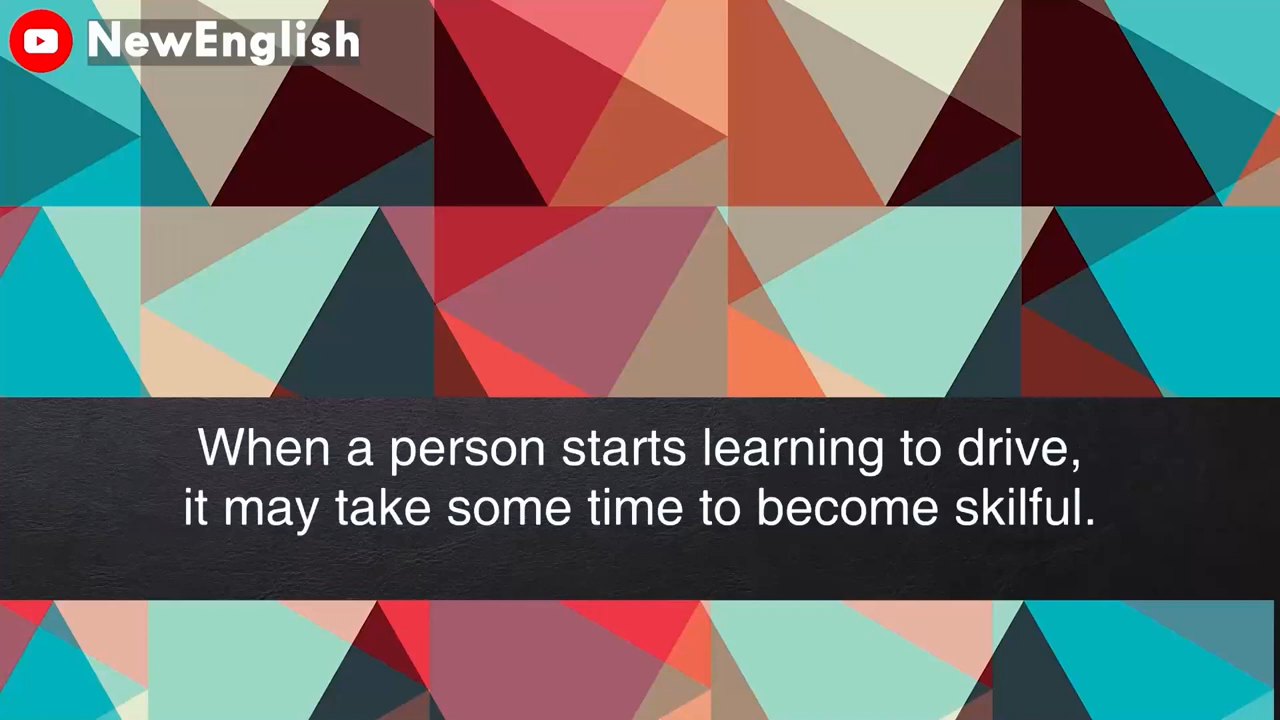 NewEnglish
When a person starts learning to drive,
it may take some time to become skilful.